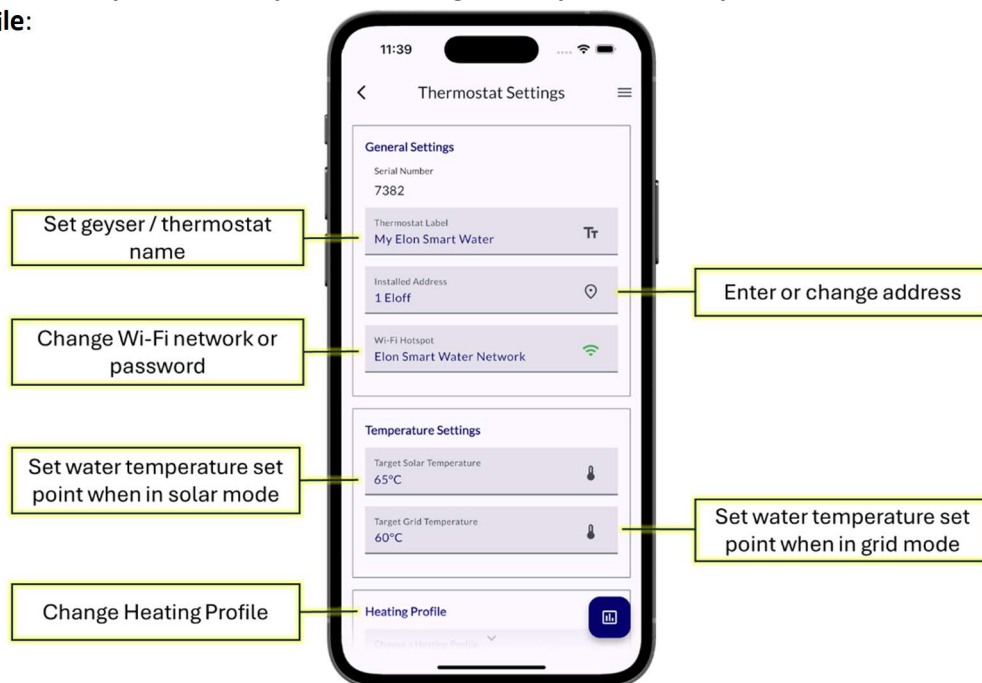 ile:
11:39
Thermostat Settings
General Settings
Serial Number
7382
Set geyser / thermostat
name
Thermostat Label
My Elon Smart Water
Installed Address
1 Eloff
Enter or change address
Change Wi-Fi network or
password
Wi-Fi Hotspot
Elon Smart Water Network
Temperature Settings
Set water temperature set
point when in solar mode
Target Solar Temperature
65°C
Target Grid Temperature
60°C
Set water temperature set
point when in grid mode
Change Heating Profile
Heating Profile
Choose a Heating Profile